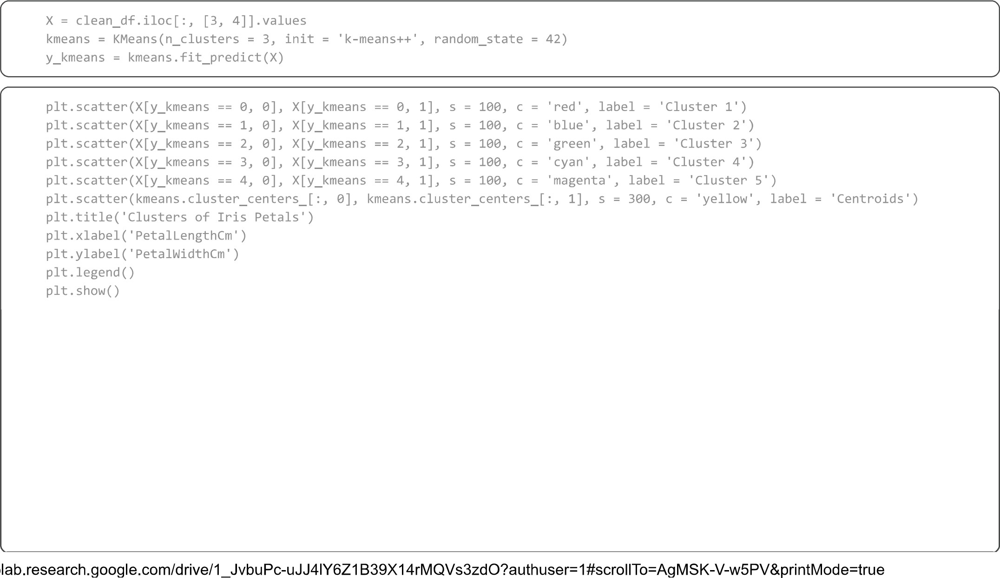 X = clean_df.iloc[:, [3, 4]].values
kmeans = KMeans(n_clusters = 3, init = 'k-means++', random_state = 42)
y_kmeans = kmeans.fit_predict(X)
plt.scatter(X[y_kmeans == 0, 0], X[y_kmeans == 0, 1], s = 100, c = 'red', label = 'Cluster 1')
plt.scatter(X[y_kmeans == 1, 0], X[y_kmeans == 1, 1], s = 100, c = 'blue', label = 'Cluster 2')
plt.scatter(X[y_kmeans == 2, 0], X[y_kmeans == 2, 1], s = 100, c = 'green', label = 'Cluster 3')
plt.scatter(X[y_kmeans == 3, 0], X[y_kmeans == 3, 1], s = 100, c = 'cyan', label = 'Cluster 4')
plt.scatter(X[y_kmeans == 4, 0], X[y_kmeans == 4, 1], s = 100, c = 'magenta', label = 'Cluster 5')
plt.scatter(kmeans.cluster_centers_[:, 0], kmeans.cluster_centers_[:, 1], s = 300, c = 'yellow', label = 'Centroids')
plt.title('Clusters of Iris Petals')
plt.xlabel('PetalLengthCm')
plt.ylabel('PetalWidthCm')
plt.legend()
plt.show()
olab.research.google.com/drive/1_JvbuPc-uJJ4lY6Z1B39X14rMQVs3zdO?authuser=1#scrollTo=AgMSK-V-w5PV&printMode=true